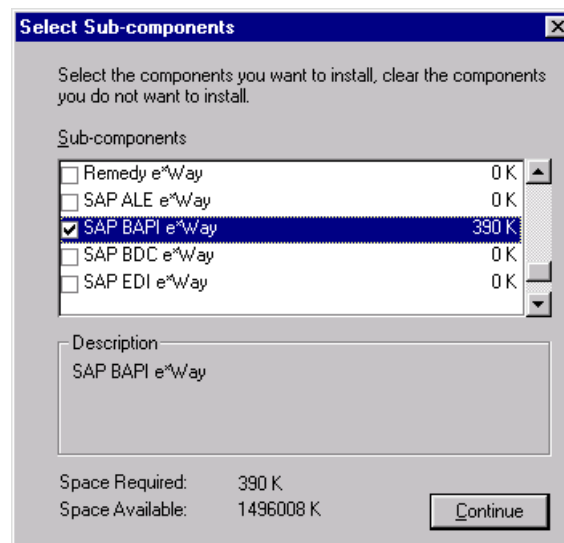 Select Sub-components
Select the components you want to install, clear the components
you do not want to install.
Sub-components
Remedy e*Way 0 K
SAP ALE e*Way 0 K
SAP BAPI e*Way 390 K
SAP BDC e*Way 0 K
SAP EDI e*Way 0 K
Description
SAP BAPI e*Way
Space Required: 390 K
Space Available: 1496008 K
Continue